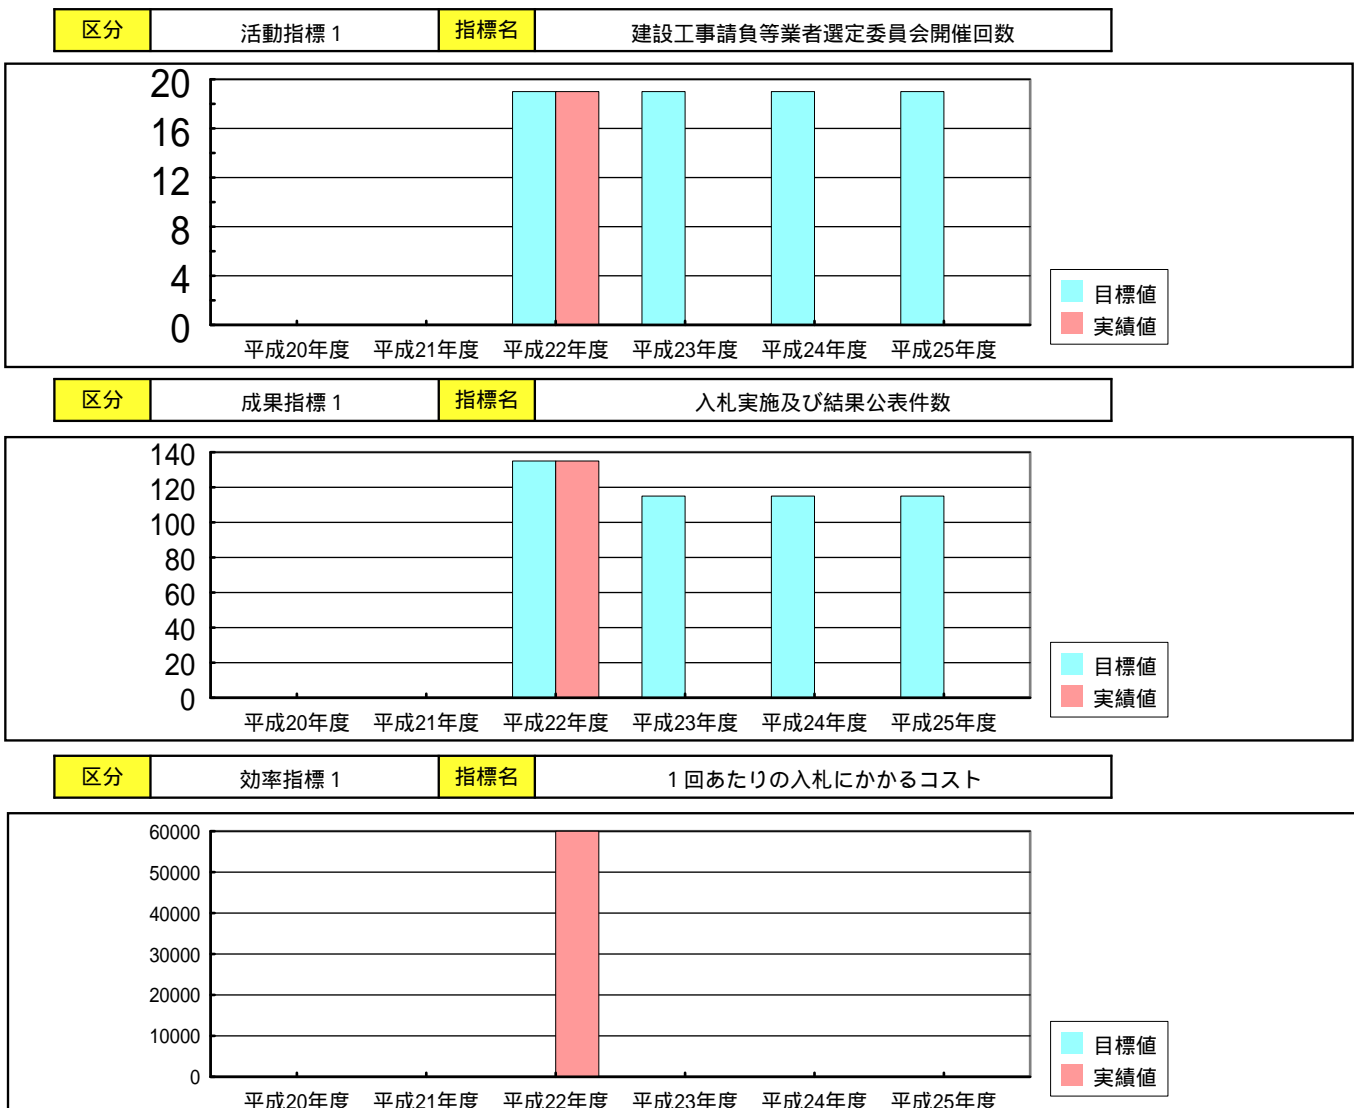 区分 活動指標1 指標名 建設工事請負等業者選定委員会開催回数
20
16
12
8
4
0
平成20年度 平成21年度 平成22年度 平成23年度 平成24年度 平成25年度
目標値
実績値
区分 成果指標1 指標名 入札実施及び結果公表件数
140
120
100
80
60
40
20
0
平成20年度 平成21年度 平成22年度 平成23年度 平成24年度 平成25年度
目標値
実績値
区分 効率指標1 指標名 1回あたりの入札にかかるコスト
60000
50000
40000
30000
20000
10000
0
平成20年度 平成21年度 平成22年度 平成23年度 平成24年度 平成25年度
目標値
実績値